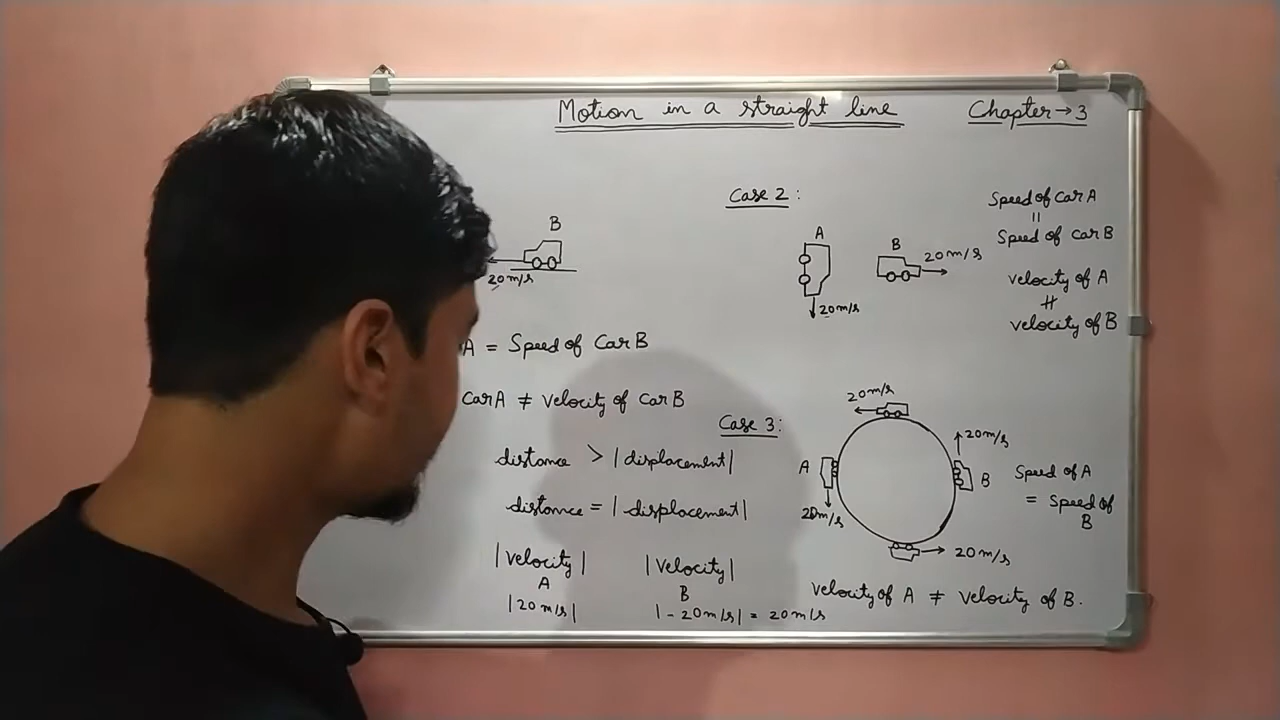 Motion in a straight line
Chapter → 3
B
20 m/s
A = Speed of Car B
Car A ≠ Velocity of Car B
distance > | displacement |
distance = | displacement |
| Velocity | | Velocity |
A B
| 20 m/s | | - 20 m/s | = 20 m/s
Case 2 :
A
20 m/s
B
20 m/s
Speed of Car A
=
Speed of Car B
Velocity of A
≠
Velocity of B
Case 3 :
20 m/s
A
20 m/s
20 m/s
B
20 m/s
Speed of A
= Speed of
B
Velocity of A ≠ Velocity of B.